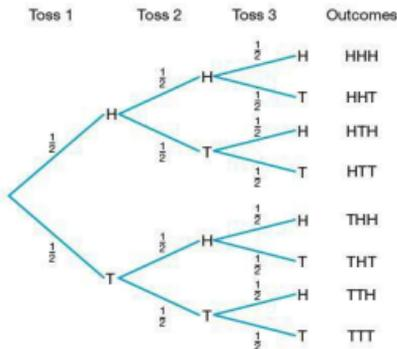 Toss 1 Toss 2 Toss 3 Outcomes
1/2 H HHH
1/2 H
1/2 T HHT
H
1/2 H HTH
1/2 1/2 T
1/2 T HTT
1/2 H THH
1/2 1/2 H
1/2 T THT
T
1/2 H TTH
1/2 T
1/2 T TTT